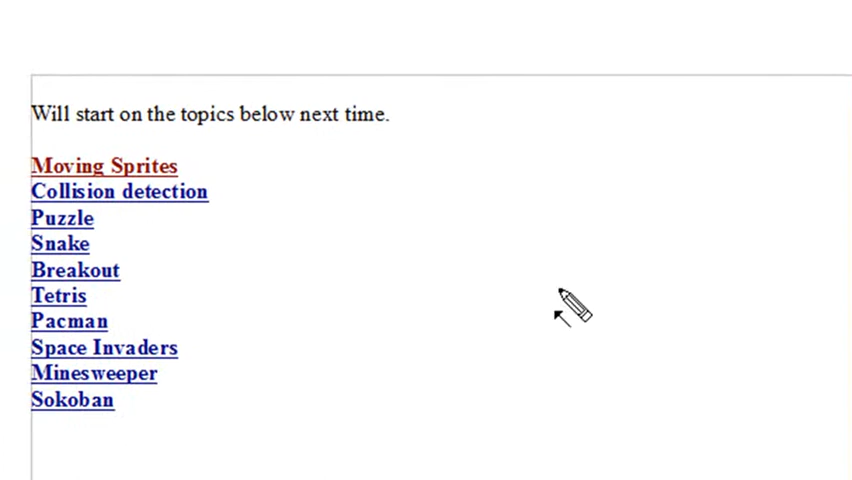 Will start on the topics below next time.
Moving Sprites
Collision detection
Puzzle
Snake
Breakout
Tetris
Pacman
Space Invaders
Minesweeper
Sokoban